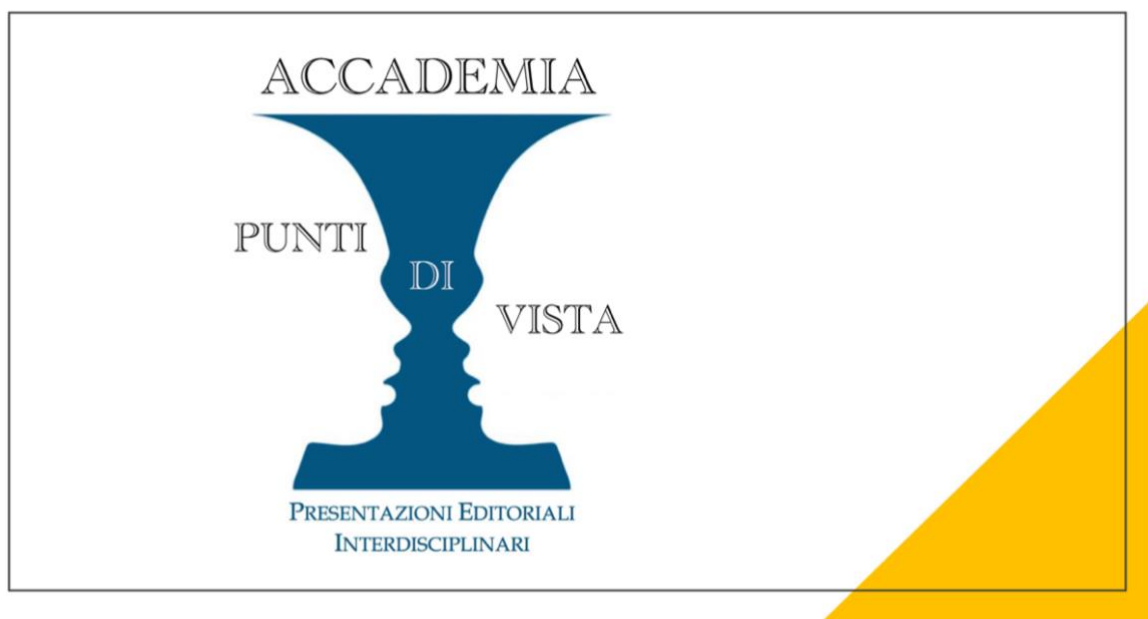 ACCADEMIA
PUNTI
DI
VISTA
PRESENTAZIONI EDITORIALI
INTERDISCIPLINARI